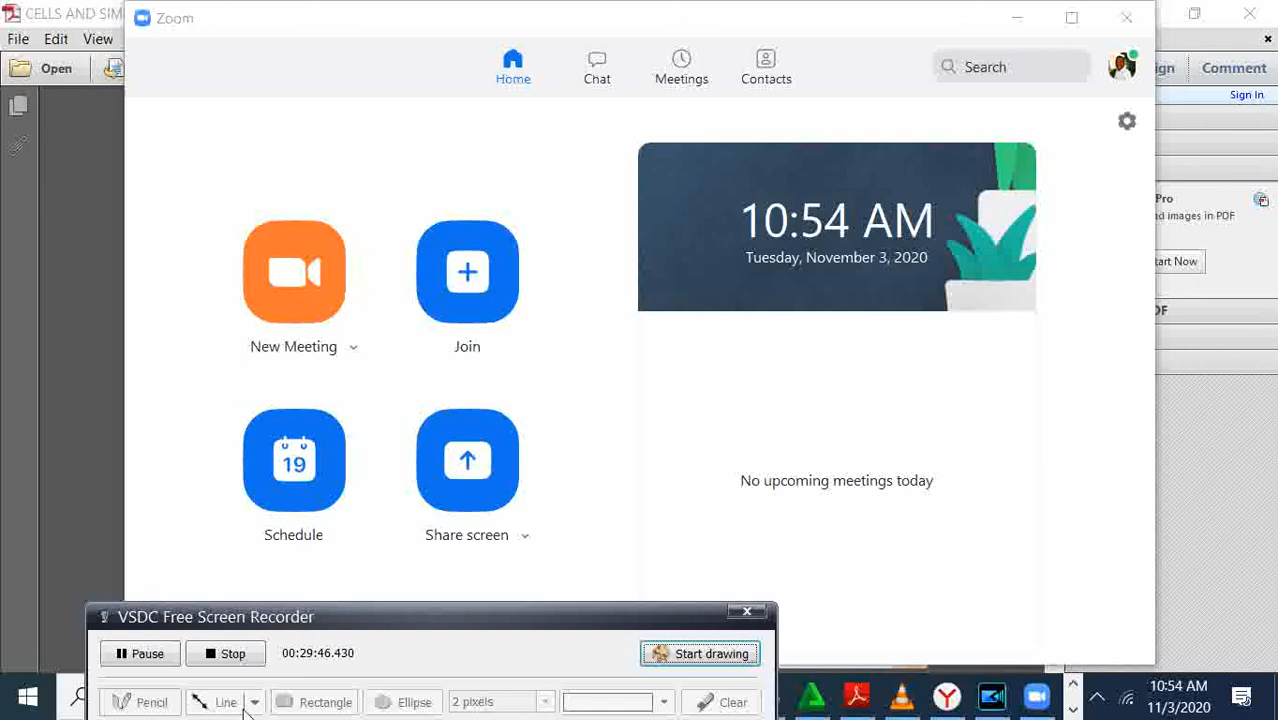 CELLS AND SIM
Zoom
File Edit View
Open
Home
Chat
Meetings
Contacts
Search
Comment
Sign In
10:54 AM
Tuesday, November 3, 2020
Pro
d images in PDF
tart Now
New Meeting
Join
19
Schedule
Share screen
No upcoming meetings today
VSDC Free Screen Recorder
Pause
Stop
00:29:46.430
Start drawing
Pencil
Line
Rectangle
Ellipse
2 pixels
Clear
10:54 AM
11/3/2020